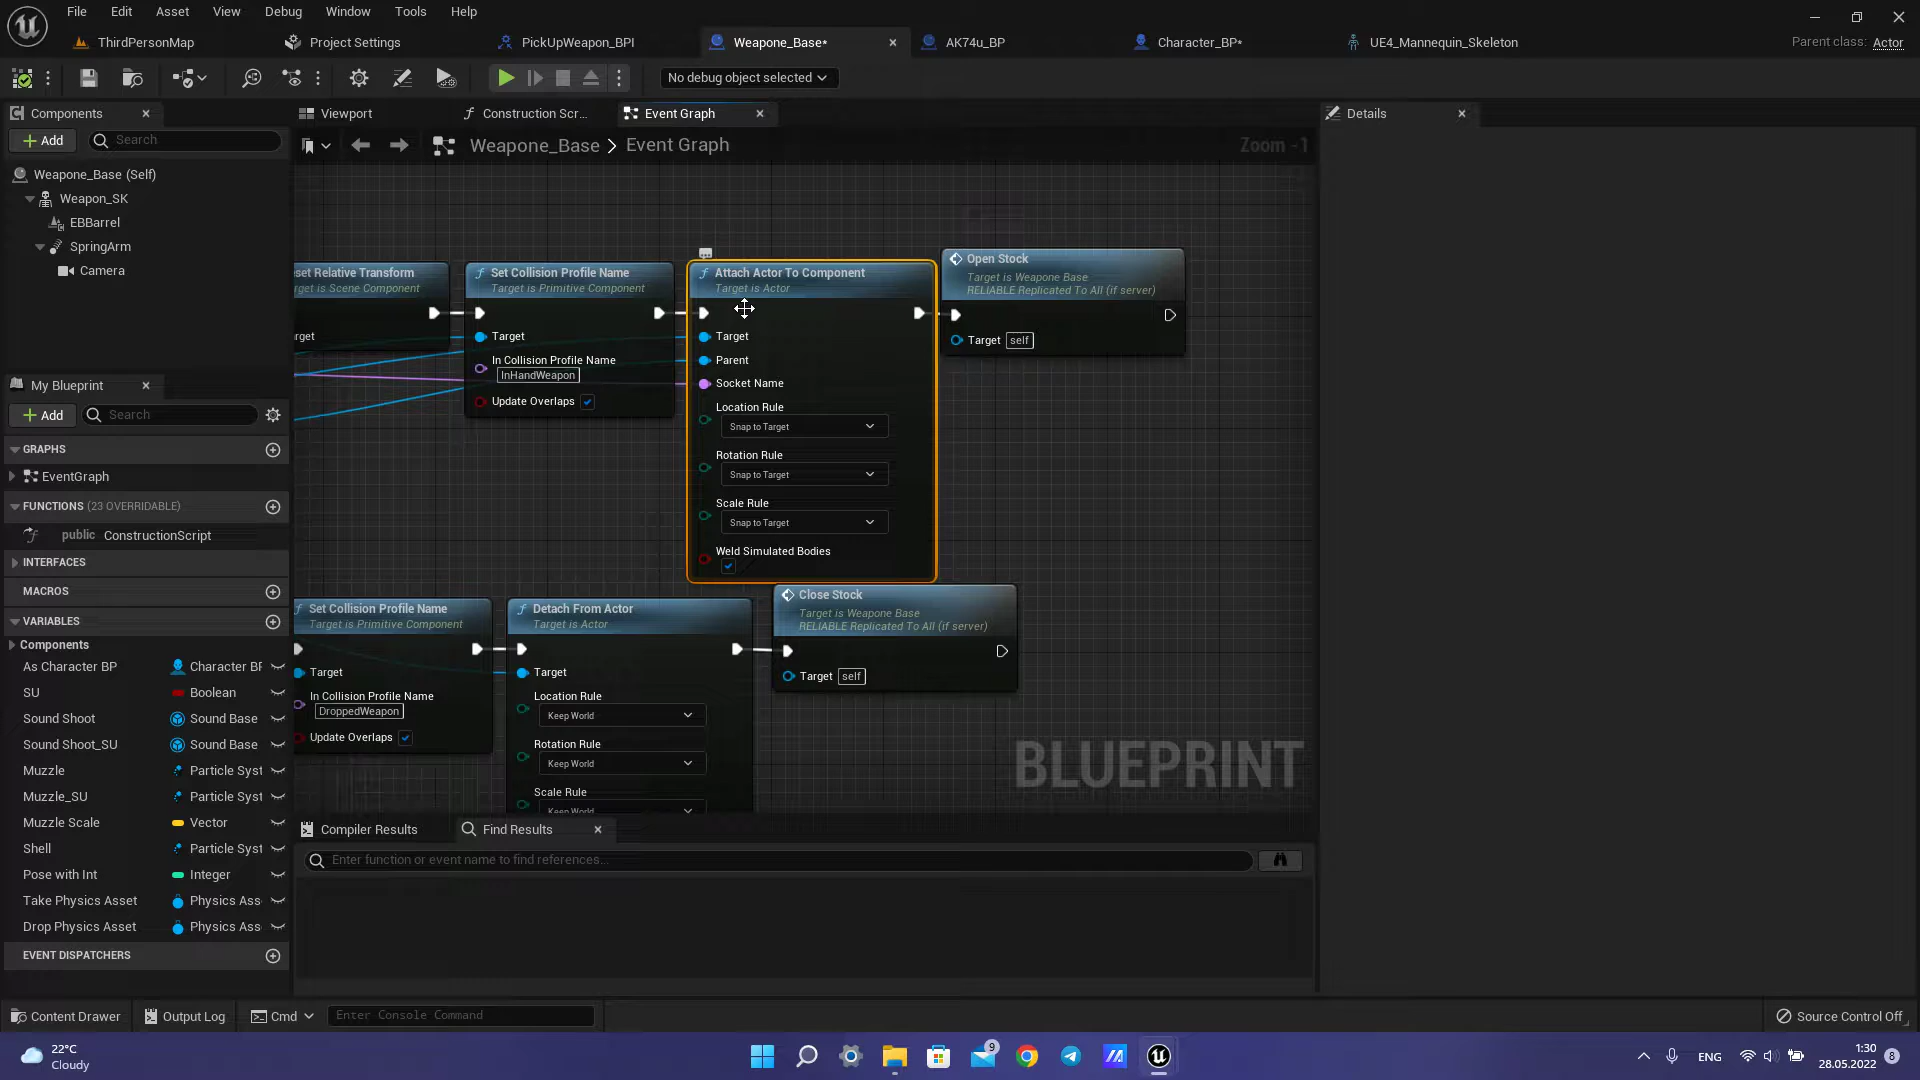 File Edit Asset View Debug Window Tools Help
ThirdPersonMap Project Settings PickUpWeapon_BPI Weapone_Base* AK74u_BP Character_BP* UE4_Mannequin_Skeleton Parent class: Actor
No debug object selected
Components
Add Search
Weapone_Base (Self)
Weapon_SK
EBBarrel
SpringArm
Camera
My Blueprint
Add Search
GRAPHS
EventGraph
FUNCTIONS (23 OVERRIDABLE)
public ConstructionScript
INTERFACES
MACROS
VARIABLES
Components
As Character BP Character BF
SU Boolean
Sound Shoot Sound Base
Sound Shoot_SU Sound Base
Muzzle Particle Syst
Muzzle_SU Particle Syst
Muzzle Scale Vector
Shell Particle Syst
Pose with Int Integer
Take Physics Asset Physics Ass
Drop Physics Asset Physics Ass
EVENT DISPATCHERS
Viewport Construction Scr... Event Graph
Weapone_Base > Event Graph Zoom -1
set Relative Transform
rget is Scene Component
rget
Set Collision Profile Name
Target is Primitive Component
Target
In Collision Profile Name
InHandWeapon
Update Overlaps
Attach Actor To Component
Target is Actor
Target
Parent
Socket Name
Location Rule
Snap to Target
Rotation Rule
Snap to Target
Scale Rule
Snap to Target
Weld Simulated Bodies
Open Stock
Target is Weapone Base
RELIABLE Replicated To All (if server)
Target self
Set Collision Profile Name
Target is Primitive Component
Target
In Collision Profile Name
DroppedWeapon
Update Overlaps
Detach From Actor
Target is Actor
Target
Location Rule
Keep World
Rotation Rule
Keep World
Scale Rule
Keep World
Close Stock
Target is Weapone Base
RELIABLE Replicated To All (if server)
Target self
BLUEPRINT
Compiler Results Find Results
Enter function or event name to find references...
Details
Content Drawer Output Log Cmd Enter Console Command Source Control Off
22°C
Cloudy
9
ENG
1:30
28.05.2022
8